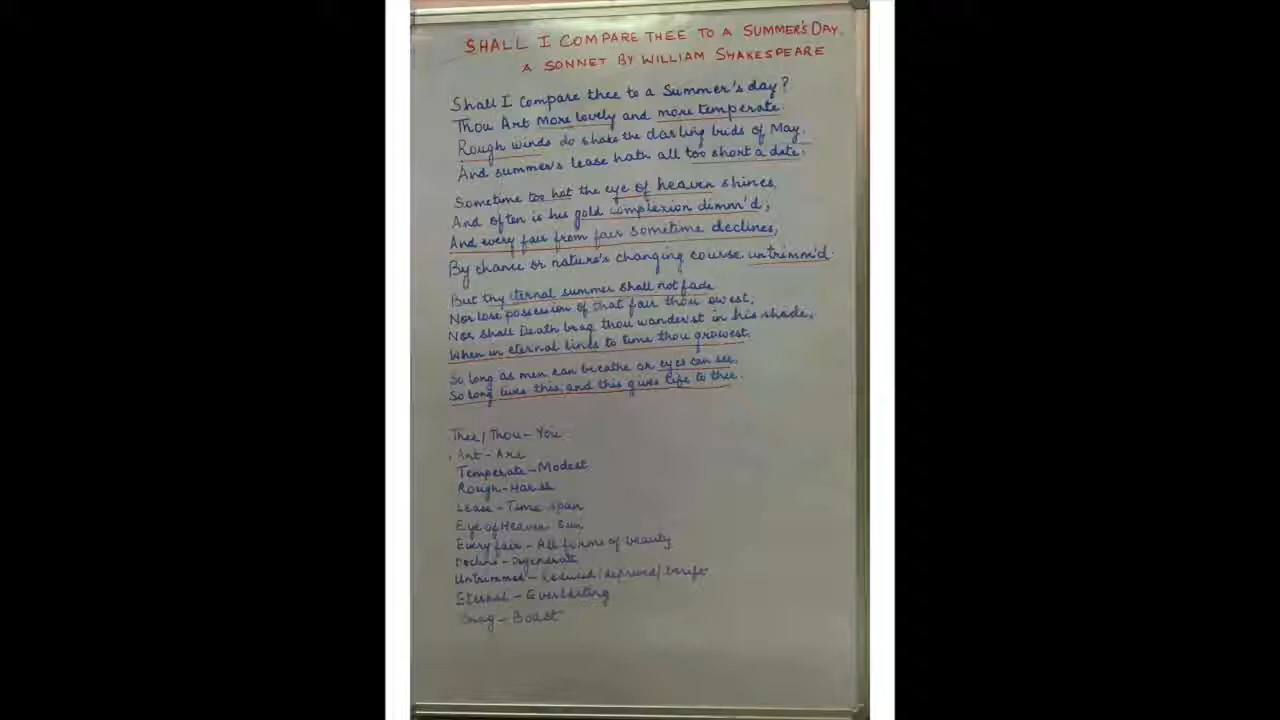 SHALL I COMPARE THEE TO A SUMMER'S DAY.
A SONNET BY WILLIAM SHAKESPEARE
Shall I Compare thee to a Summer's day?
Thou Art More lovely and more temperate.
Rough winds do shake the darling buds of May,
And summer's lease hath all too short a date.
Sometime too hot the eye of heaven shines,
And often is his gold complexion dimm'd;
And every fair from fair sometime declines,
By chance or nature's changing course untrimm'd.
But thy eternal summer shall not fade
Nor lose possession of that fair thou owest,
Nor shall Death brag thou wander'st in his shade,
When in eternal lines to time thou growest.
So long as men can breathe or eyes can see,
So long lives this, and this gives life to thee.
Thee/Thou - You
Art - Are
Temperate - Modest
Rough - Harsh
Lease - Time span
Eye of Heaven Sun
Every fair - All forms of beauty
Decline - Degenerate
Untrimmed - Reduced/deprived/bereft
Eternal - Everlasting
Brag - Boast